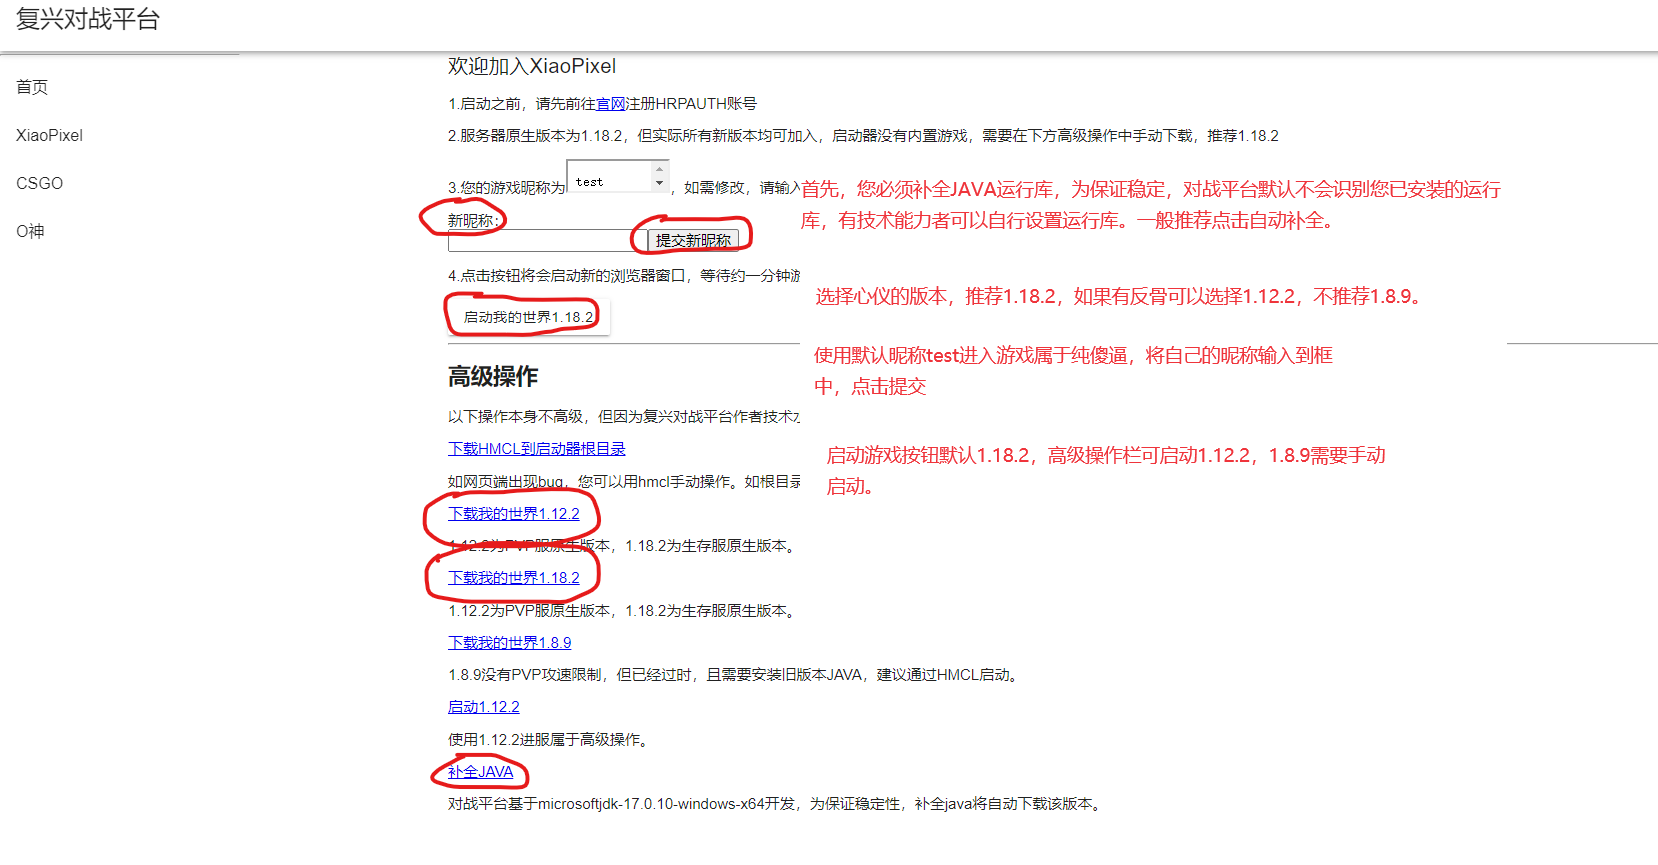 复兴对战平台
首页
XiaoPixel
CSGO
O神
欢迎加入XiaoPixel
1.启动之前，请先前往官网注册HRPAUTH账号
2.服务器原生版本为1.18.2，但实际所有新版本均可加入，启动器没有内置游戏，需要在下方高级操作中手动下载，推荐1.18.2
3.您的游戏昵称为test，如需修改，请输入
新昵称：
提交新昵称
4.点击按钮将会启动新的浏览器窗口，等待约一分钟游
启动我的世界1.18.2
高级操作
以下操作本身不高级，但因为复兴对战平台作者技术
下载HMCL到启动器根目录
如网页端出现bug，您可以用hmcl手动操作。如根目录
下载我的世界1.12.2
1.12.2为PVP服原生版本，1.18.2为生存服原生版本。
下载我的世界1.18.2
1.12.2为PVP服原生版本，1.18.2为生存服原生版本。
下载我的世界1.8.9
1.8.9没有PVP攻速限制，但已经过时，且需要安装旧版本JAVA，建议通过HMCL启动。
启动1.12.2
使用1.12.2进服属于高级操作。
补全JAVA
对战平台基于microsoftjdk-17.0.10-windows-x64开发，为保证稳定性，补全java将自动下载该版本。
首先，您必须补全JAVA运行库，为保证稳定，对战平台默认不会识别您已安装的运行
库，有技术能力者可以自行设置运行库。一般推荐点击自动补全。
选择心仪的版本，推荐1.18.2，如果有反骨可以选择1.12.2，不推荐1.8.9。
使用默认昵称test进入游戏属于纯傻逼，将自己的昵称输入到框
中，点击提交
启动游戏按钮默认1.18.2，高级操作栏可启动1.12.2，1.8.9需要手动
启动。